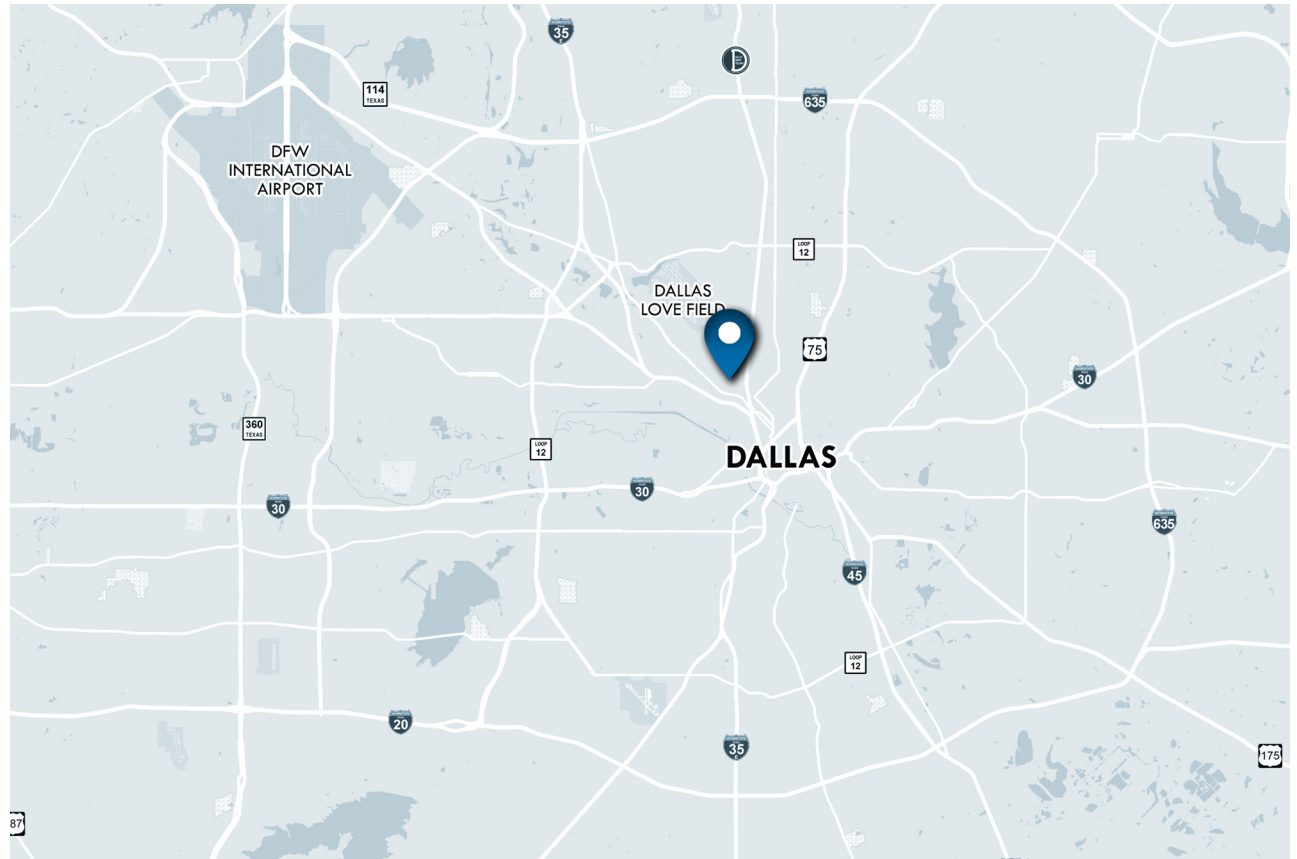 35
E
114
TEXAS
635
DFW
INTERNATIONAL
AIRPORT
LOOP
12
DALLAS
LOVE FIELD
75
30
360
TEXAS
LOOP
12
DALLAS
30
30
635
45
LOOP
12
20
35
E
175
87